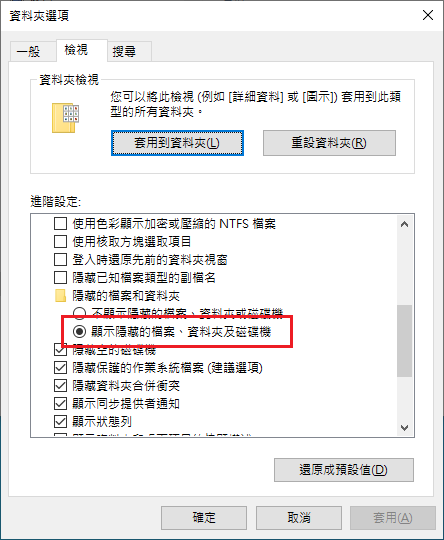 資料夾選項
一般
檢視
搜尋
資料夾檢視
您可以將此檢視 (例如 [詳細資料] 或 [圖示]) 套用到此類
型的所有資料夾。
套用到資料夾(L)
重設資料夾(R)
進階設定:
使用色彩顯示加密或壓縮的 NTFS 檔案
使用核取方塊選取項目
登入時還原先前的資料夾視窗
隱藏已知檔案類型的副檔名
隱藏的檔案和資料夾
不顯示隱藏的檔案、資料夾或磁碟機
顯示隱藏的檔案、資料夾及磁碟機
隱藏空的磁碟機
隱藏保護的作業系統檔案 (建議選項)
隱藏資料夾合併衝突
顯示同步提供者通知
顯示狀態列
還原成預設值(D)
確定
取消
套用(A)